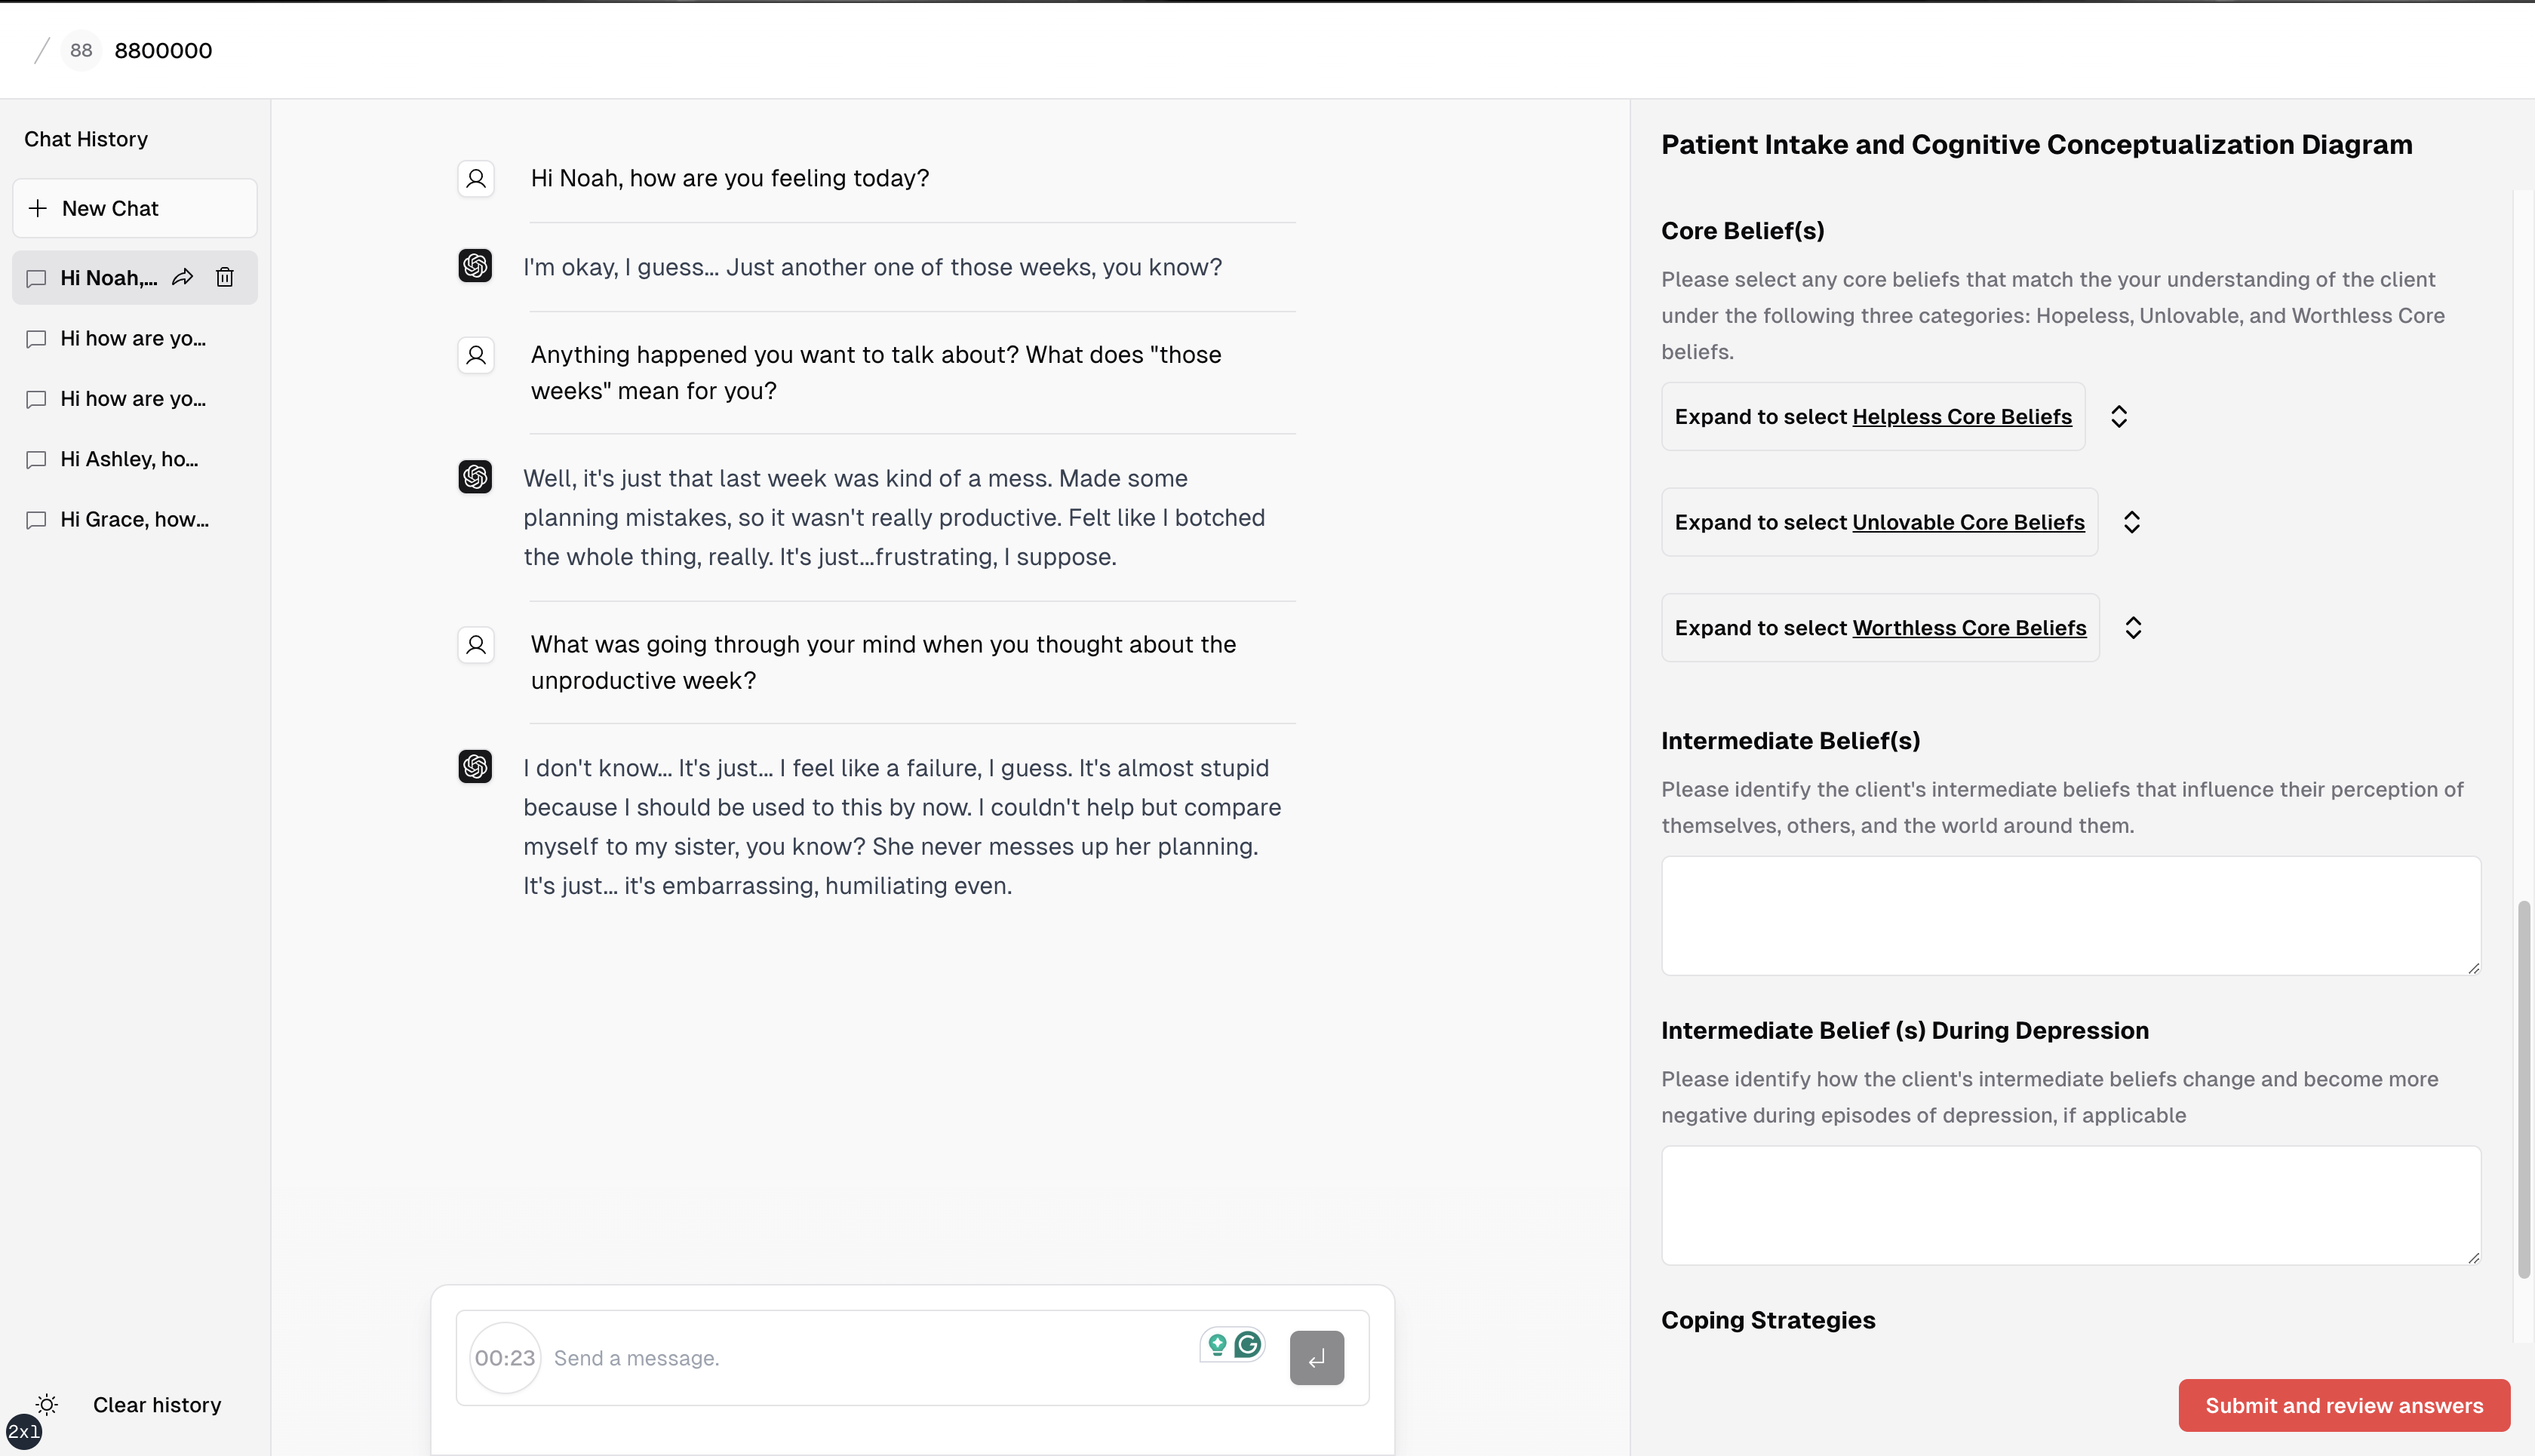 88 8800000
Chat History
New Chat
Hi Noah,...
Hi how are yo...
Hi how are yo...
Hi Ashley, ho...
Hi Grace, how...
Clear history
2xl
Hi Noah, how are you feeling today?
I'm okay, I guess... Just another one of those weeks, you know?
Anything happened you want to talk about? What does "those
weeks" mean for you?
Well, it's just that last week was kind of a mess. Made some
planning mistakes, so it wasn't really productive. Felt like I botched
the whole thing, really. It's just...frustrating, I suppose.
What was going through your mind when you thought about the
unproductive week?
I don't know... It's just... I feel like a failure, I guess. It's almost stupid
because I should be used to this by now. I couldn't help but compare
myself to my sister, you know? She never messes up her planning.
It's just... it's embarrassing, humiliating even.
00:23 Send a message.
Patient Intake and Cognitive Conceptualization Diagram
Core Belief(s)
Please select any core beliefs that match the your understanding of the client
under the following three categories: Hopeless, Unlovable, and Worthless Core
beliefs.
Expand to select Helpless Core Beliefs
Expand to select Unlovable Core Beliefs
Expand to select Worthless Core Beliefs
Intermediate Belief(s)
Please identify the client's intermediate beliefs that influence their perception of
themselves, others, and the world around them.
Intermediate Belief (s) During Depression
Please identify how the client's intermediate beliefs change and become more
negative during episodes of depression, if applicable
Coping Strategies
Submit and review answers